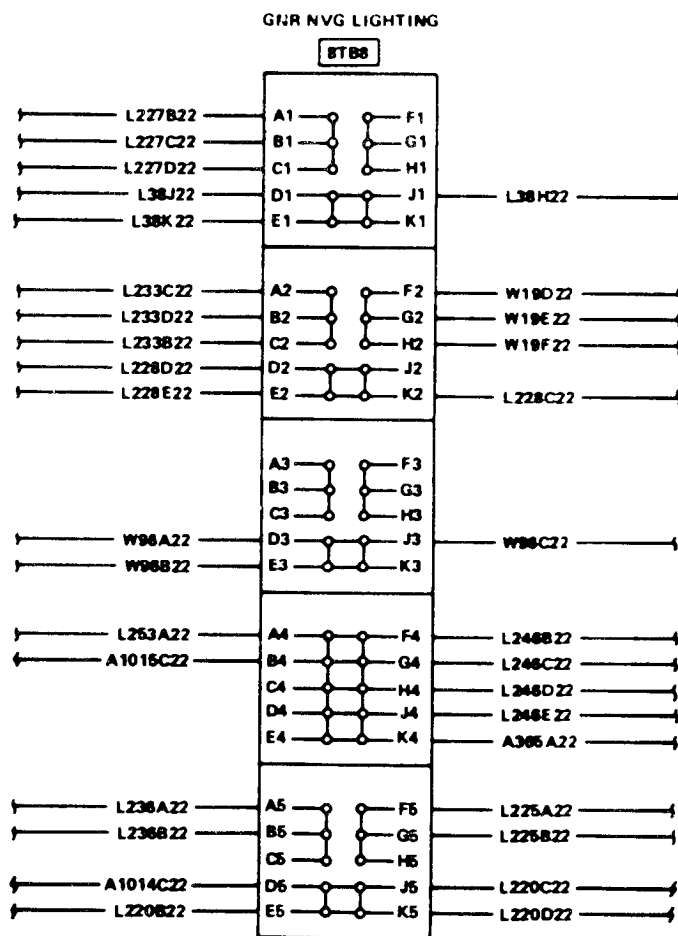 GNR NVG LIGHTING
8TB8
L227B22 A1 F1
L227C22 B1 G1
L227D22 C1 H1
L38J22 D1 J1 L38H22
L38K22 E1 K1
L233C22 A2 F2 W19D22
L233D22 B2 G2 W19E22
L233B22 C2 H2 W19F22
L228D22 D2 J2
L228E22 E2 K2 L228C22
A3 F3
B3 G3
C3 H3
W96A22 D3 J3 W96C22
W96B22 E3 K3
L253A22 A4 F4 L246B22
A1015C22 B4 G4 L246C22
C4 H4 L246D22
D4 J4 L246E22
E4 K4 A365A22
L236A22 A5 F5 L225A22
L236B22 B5 G5 L225B22
C5 H5
A1014C22 D5 J5 L220C22
L220B22 E5 K5 L220D22